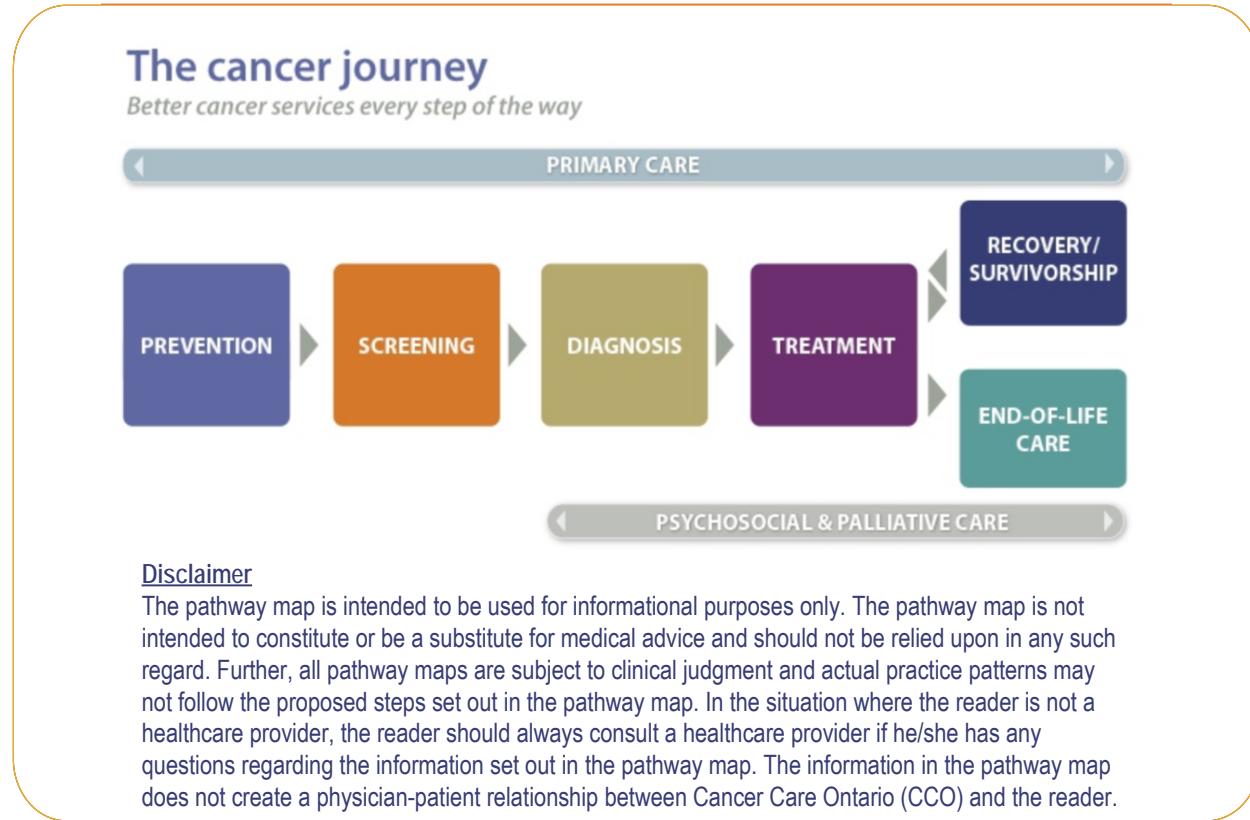 The cancer journey
Better cancer services every step of the way
PRIMARY CARE
PREVENTION
SCREENING
DIAGNOSIS
TREATMENT
RECOVERY/
SURVIVORSHIP
END-OF-LIFE
CARE
PSYCHOSOCIAL & PALLIATIVE CARE
Disclaimer
The pathway map is intended to be used for informational purposes only. The pathway map is not
intended to constitute or be a substitute for medical advice and should not be relied upon in any such
regard. Further, all pathway maps are subject to clinical judgment and actual practice patterns may
not follow the proposed steps set out in the pathway map. In the situation where the reader is not a
healthcare provider, the reader should always consult a healthcare provider if he/she has any
questions regarding the information set out in the pathway map. The information in the pathway map
does not create a physician-patient relationship between Cancer Care Ontario (CCO) and the reader.